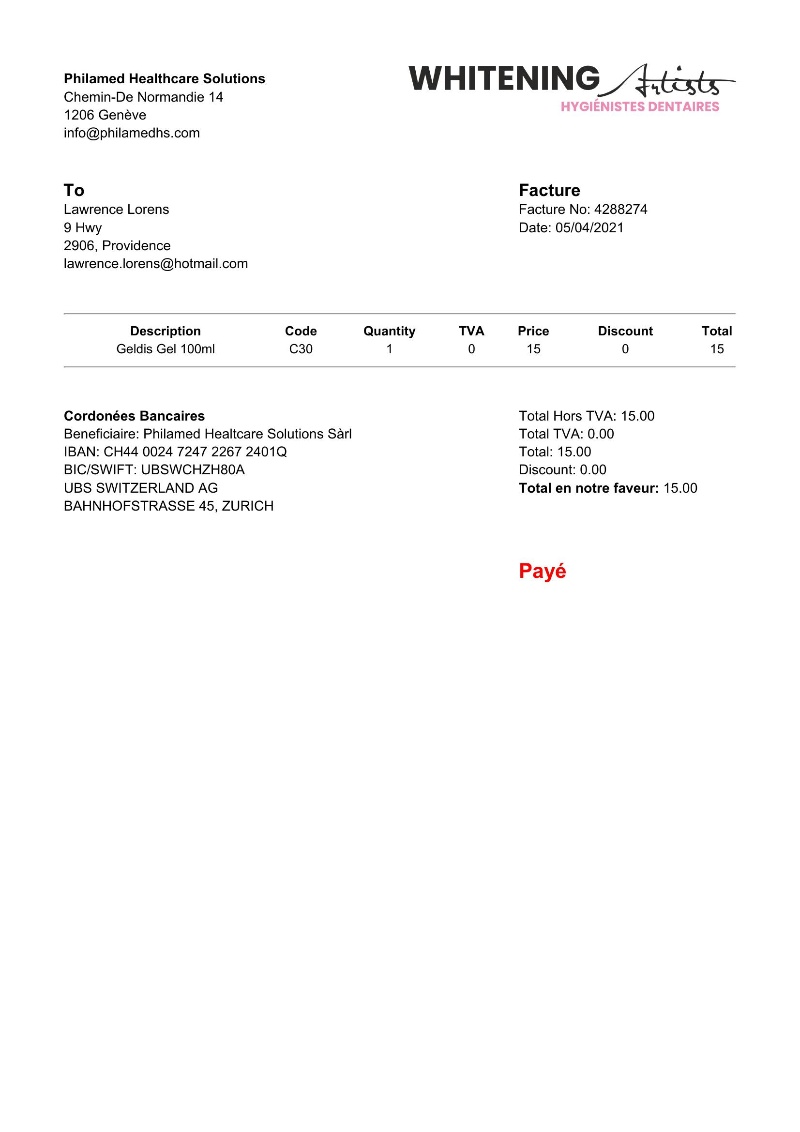 Philamed Healthcare Solutions
Chemin-De Normandie 14
1206 Genève
info@philamedhs.com
WHITENING Artists
HYGIÉNISTES DENTAIRES
To
Lawrence Lorens
9 Hwy
2906, Providence
lawrence.lorens@hotmail.com
Facture
Facture No: 4288274
Date: 05/04/2021
Description Code Quantity TVA Price Discount Total
Geldis Gel 100ml C30 1 0 15 0 15
Cordonées Bancaires
Beneficiaire: Philamed Healtcare Solutions Sàrl
IBAN: CH44 0024 7247 2267 2401Q
BIC/SWIFT: UBSWCHZH80A
UBS SWITZERLAND AG
BAHNHOFSTRASSE 45, ZURICH
Total Hors TVA: 15.00
Total TVA: 0.00
Total: 15.00
Discount: 0.00
Total en notre faveur: 15.00
Payé